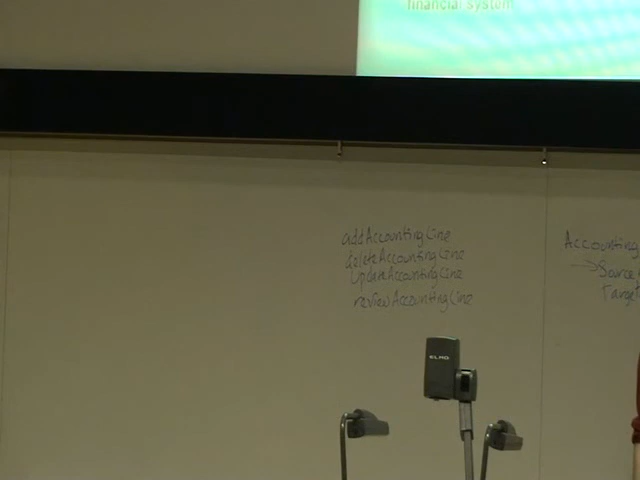 financial system
addAccountingLine
deleteAccountingLine
UpdateAccountingLine
reviewAccountingLine
Accounting
→Source
Target
ELMO